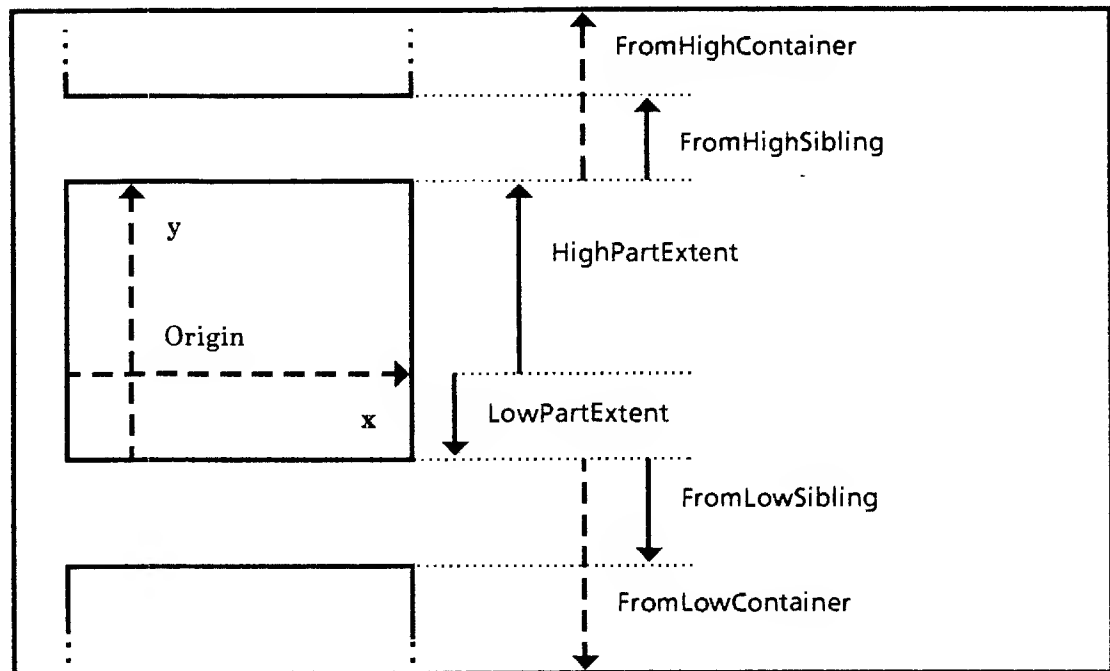 FromHighContainer
FromHighSibling
y
HighPartExtent
Origin
x
LowPartExtent
FromLowSibling
FromLowContainer